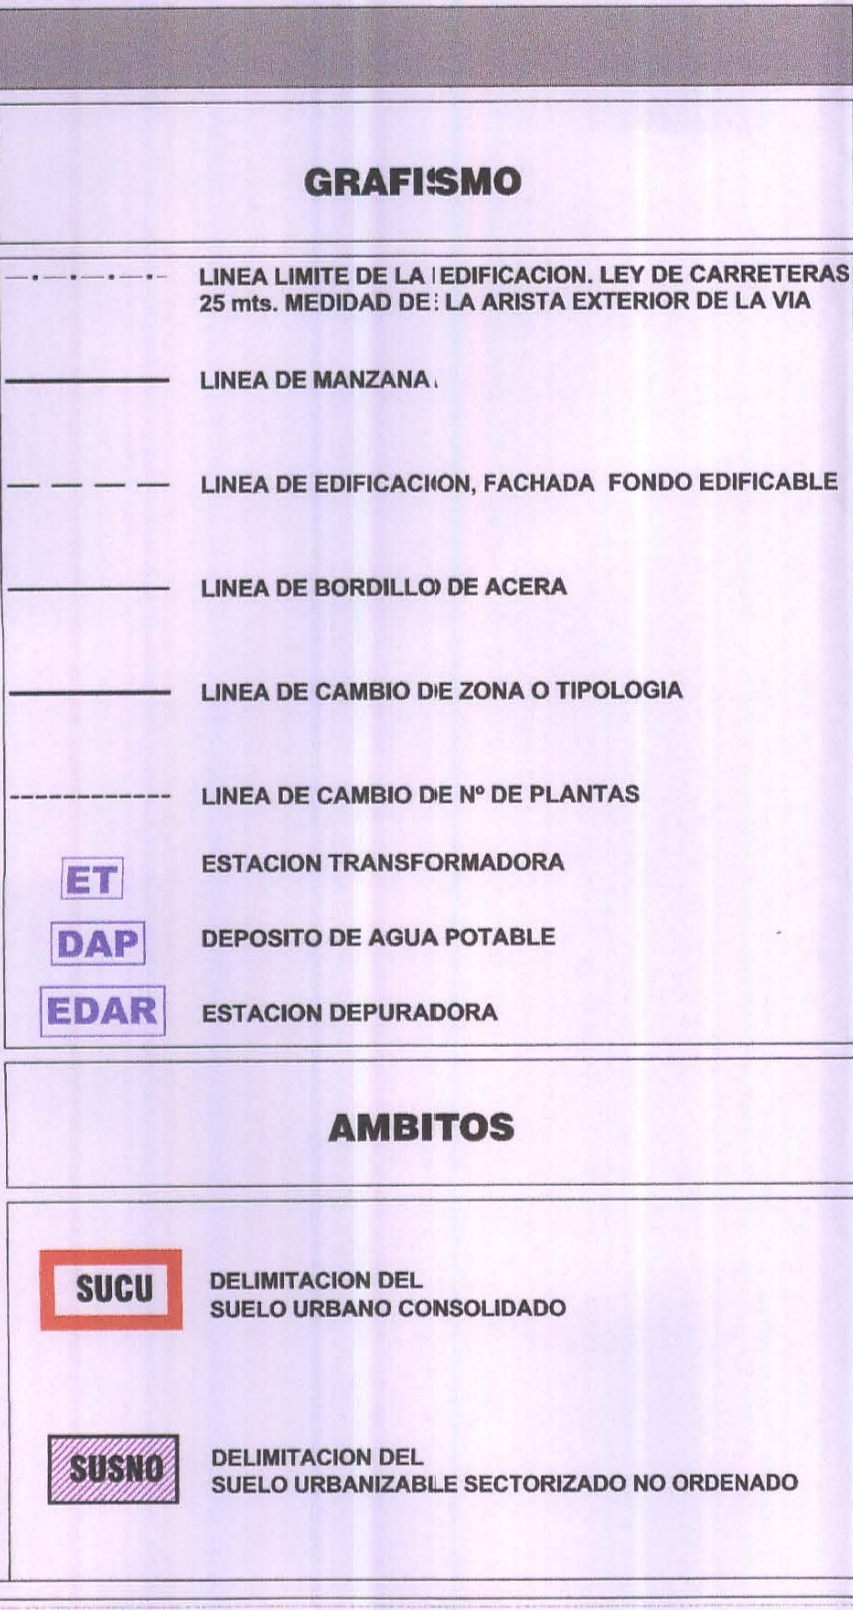 GRAFISMO
LINEA LIMITE DE LA EDIFICACION. LEY DE CARRETERAS
25 mts. MEDIDAD DE LA ARISTA EXTERIOR DE LA VIA
LINEA DE MANZANA
LINEA DE EDIFICACION, FACHADA FONDO EDIFICABLE
LINEA DE BORDILLO DE ACERA
LINEA DE CAMBIO DE ZONA O TIPOLOGIA
LINEA DE CAMBIO DE Nº DE PLANTAS
ET ESTACION TRANSFORMADORA
DAP DEPOSITO DE AGUA POTABLE
EDAR ESTACION DEPURADORA
AMBITOS
SUCU
DELIMITACION DEL
SUELO URBANO CONSOLIDADO
SUSNO
DELIMITACION DEL
SUELO URBANIZABLE SECTORIZADO NO ORDENADO